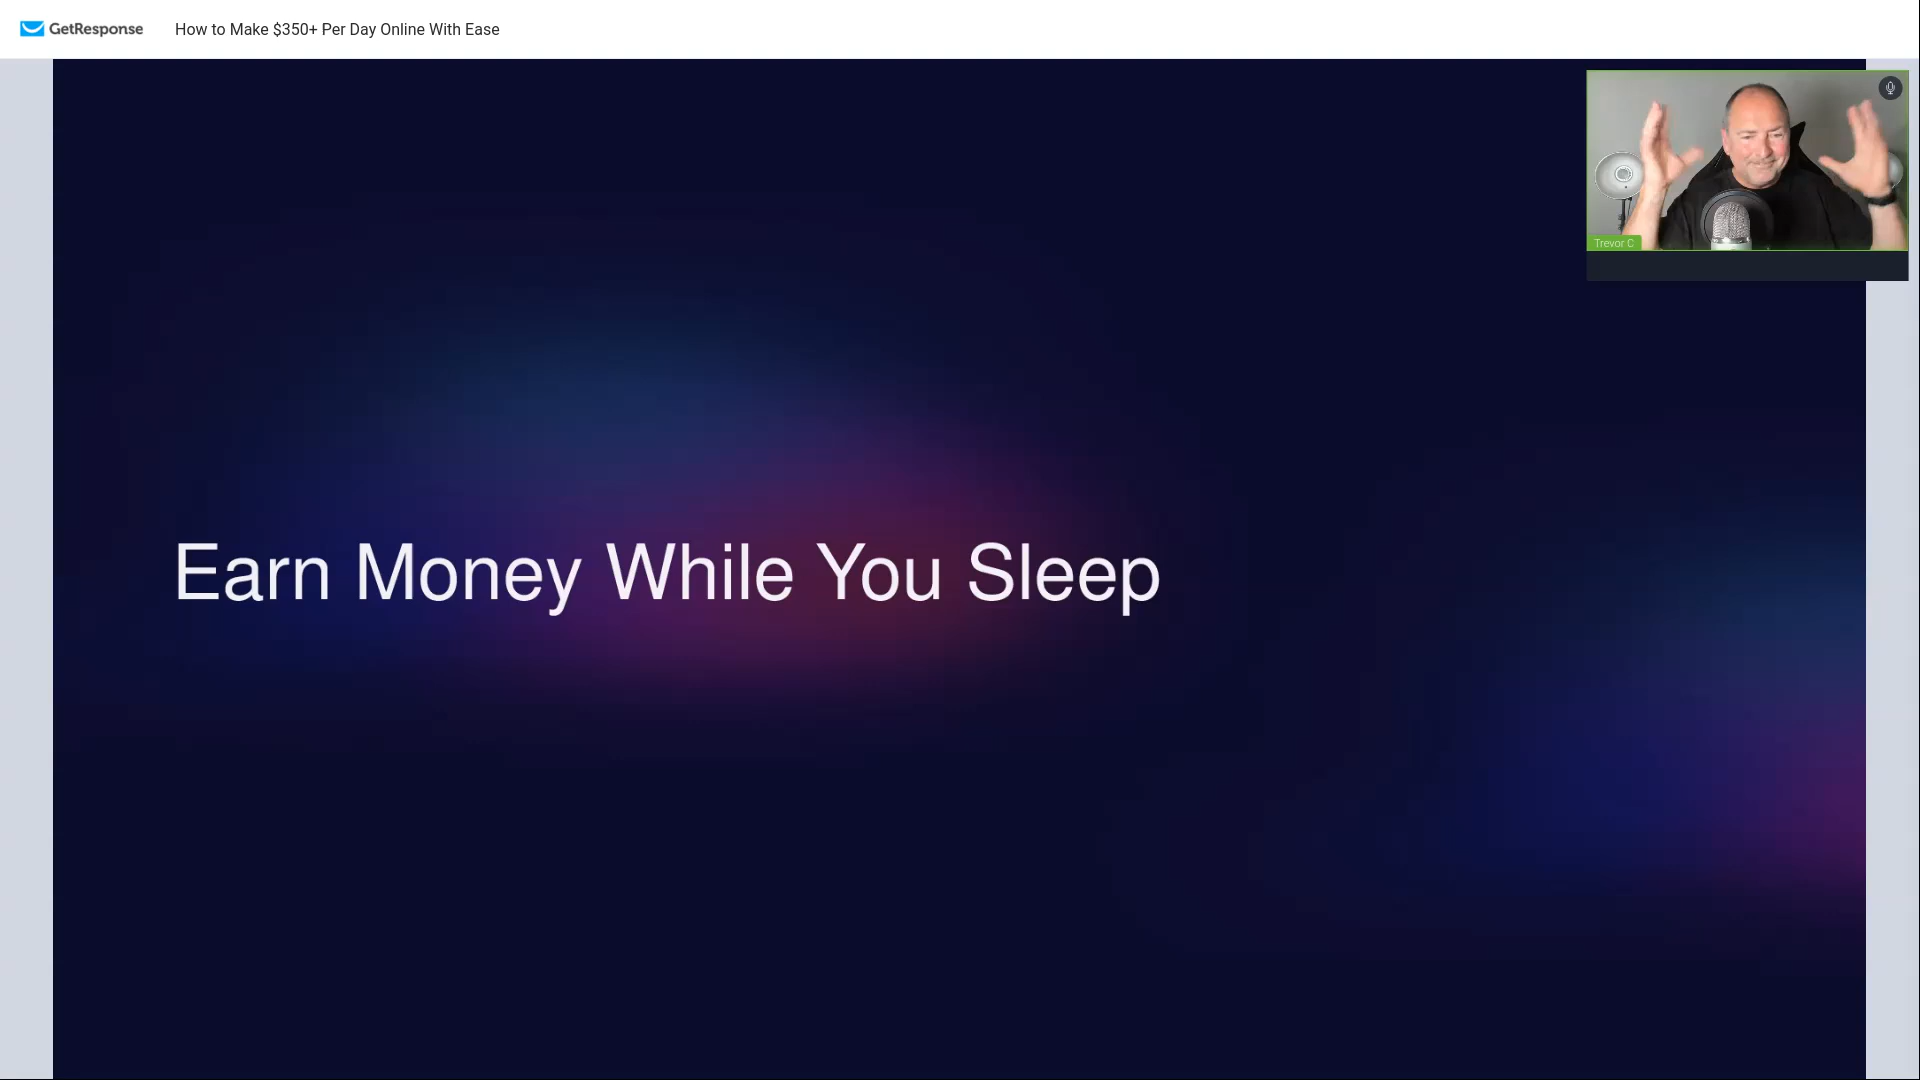 GetResponse
How to Make $350+ Per Day Online With Ease
Trevor C
Earn Money While You Sleep